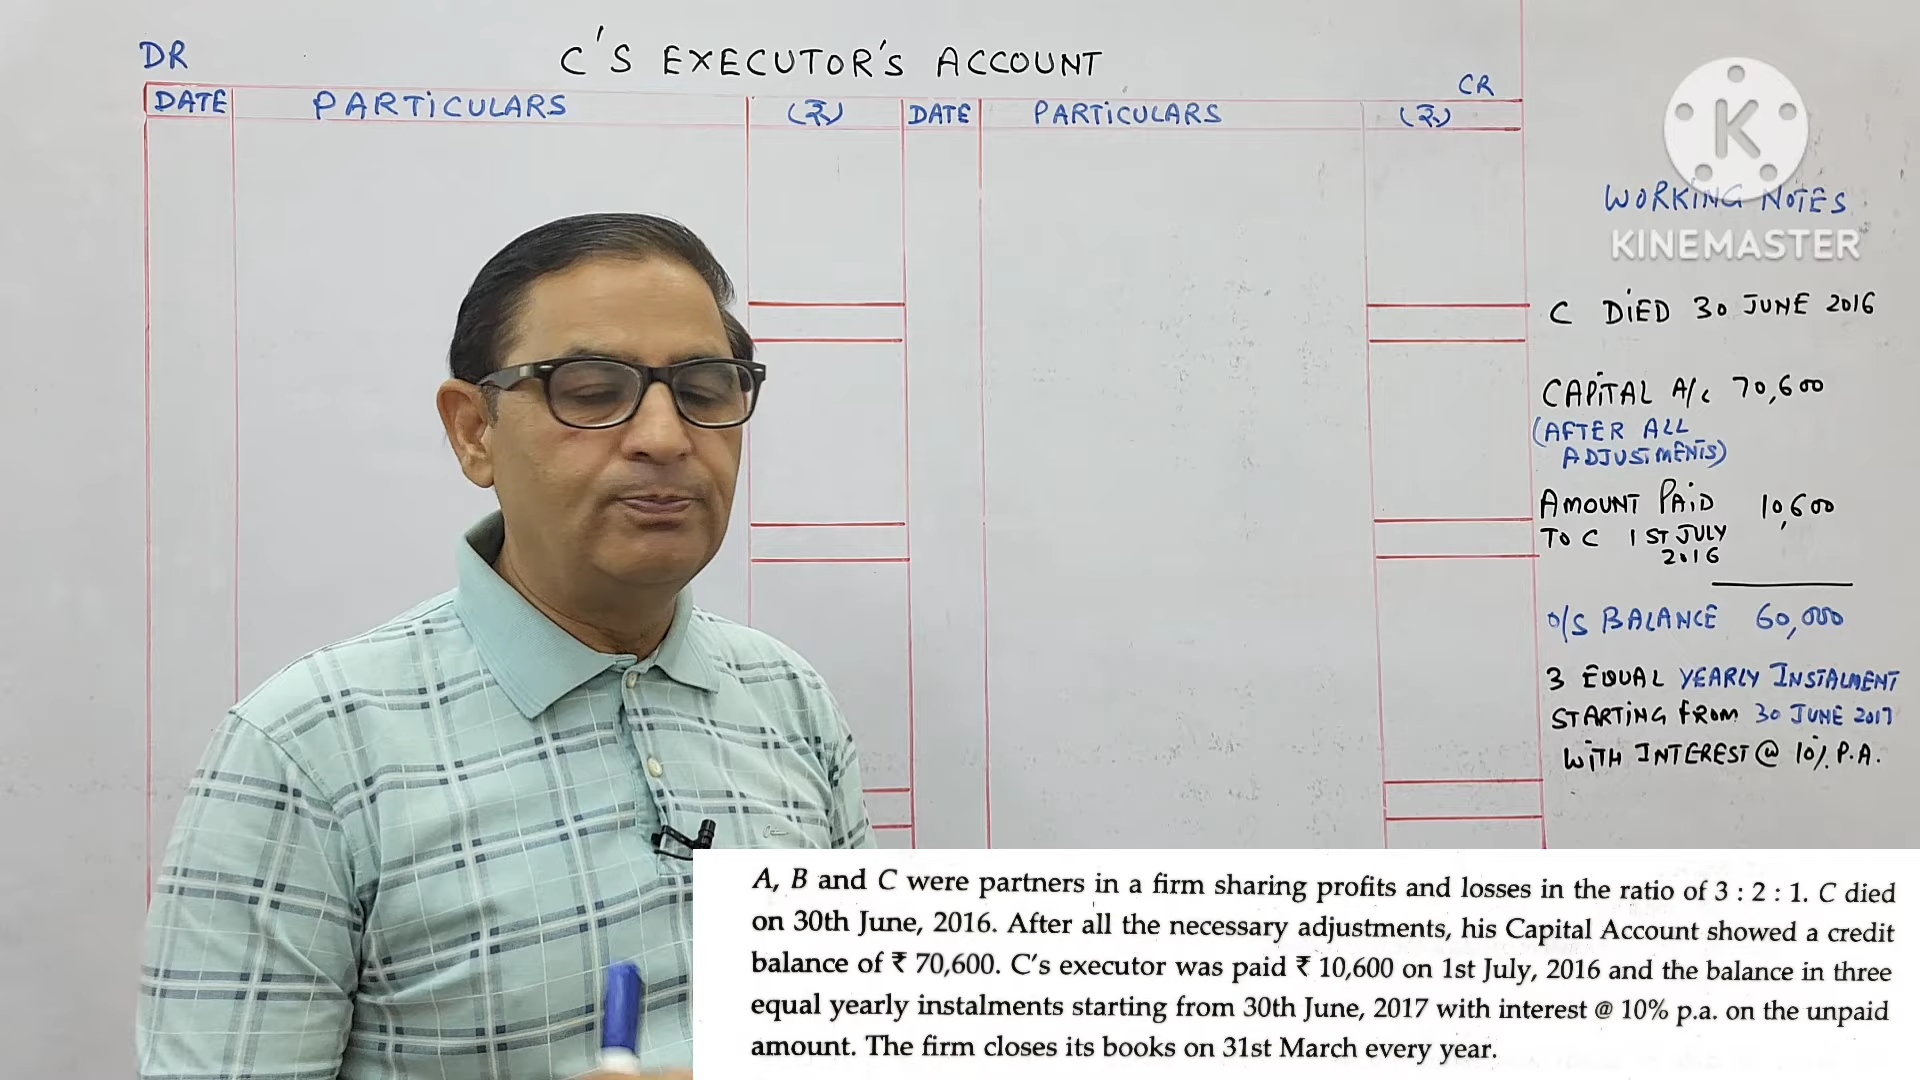 C'S EXECUTOR'S ACCOUNT
DR
CR
DATE PARTICULARS (₹) DATE PARTICULARS (₹)
K
WORKING NOTES
KINEMASTER
C DIED 30 JUNE 2016
CAPITAL A/C 70,600
(AFTER ALL
ADJUSTMENTS)
AMOUNT PAID 10,600
TO C 1 ST JULY
2016
O/S BALANCE 60,000
3 EQUAL YEARLY INSTALMENT
STARTING FROM 30 JUNE 2017
WITH INTEREST @ 10% P.A.
A, B and C were partners in a firm sharing profits and losses in the ratio of 3 : 2 : 1. C died
on 30th June, 2016. After all the necessary adjustments, his Capital Account showed a credit
balance of ₹ 70,600. C's executor was paid ₹ 10,600 on 1st July, 2016 and the balance in three
equal yearly instalments starting from 30th June, 2017 with interest @ 10% p.a. on the unpaid
amount. The firm closes its books on 31st March every year.